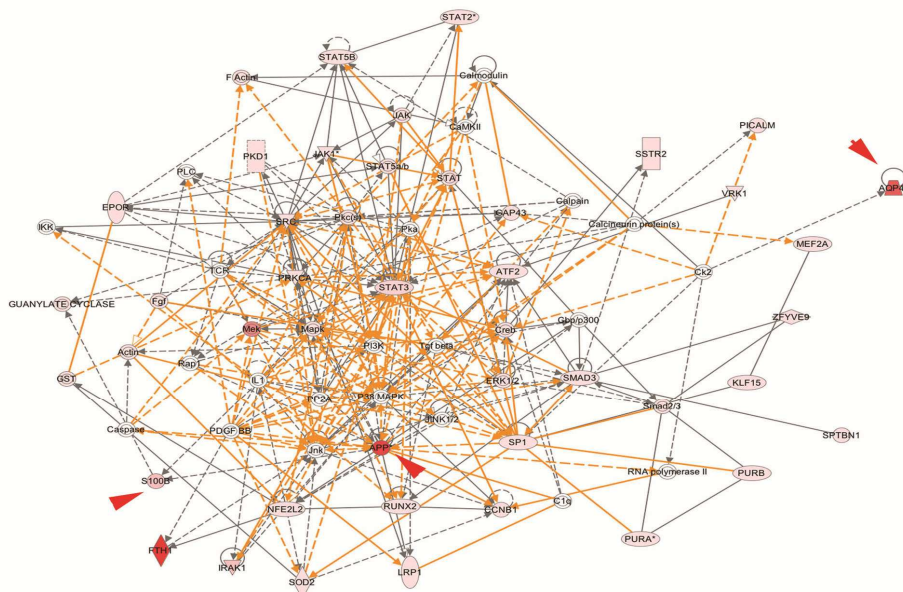 STAT2*
STAT5B
F Actin
Calmodulin
JAK
CaMKII
PICALM
PKD1
JAK1*
STAT5a/b
SSTR2
PLC
STAT
VRK1
AQP4
EPOR
Calpain
IKK
SRC
Pkc(s)
Pka
GAP43
Calcineurin protein(s)
MEF2A
TCR
PRKCA
STAT3
ATF2
Ck2
GUANYLATE CYCLASE
Fgf
Mek
Mapk
Creb
Cbp/p300
ZFYVE9
Actin
Rap1
PI3K
Tgf beta
GST
IL1
ERK1/2
SMAD3
KLF15
PP2A
P38 MAPK
Smad2/3
Caspase
PDGF BB
JINK1/2
SPTBN1
Jnk
APP*
SP1
S100B
RNA polymerase II
PURB
NFE2L2
RUNX2
CCNB1
C1q
PURA*
FTH1
IRAK1
SOD2
LRP1